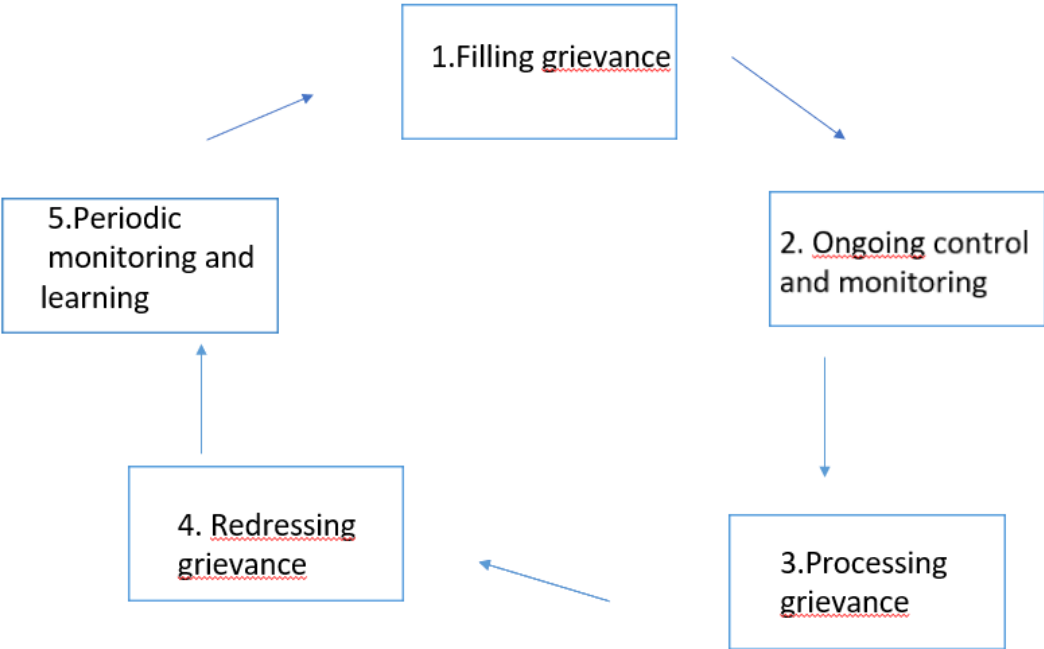 1.Filling grievance
2. Ongoing control
and monitoring
3.Processing
grievance
4. Redressing
grievance
5.Periodic
monitoring and
learning